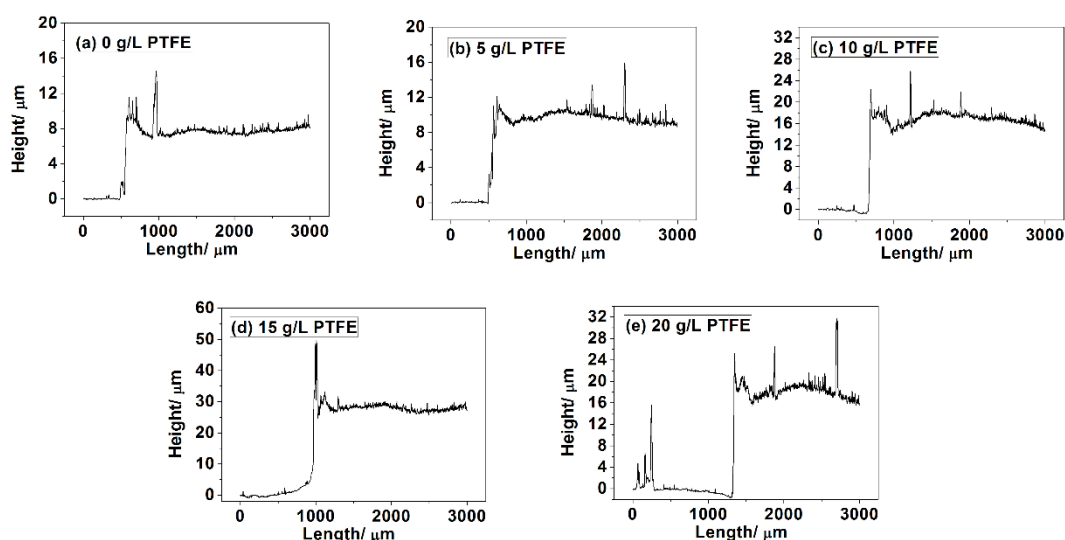 (a) 0 g/L PTFE
Height/ μm
20
16
12
8
4
0
0 1000 2000 3000
Length/ μm
(b) 5 g/L PTFE
Height/ μm
20
16
12
8
4
0
0 1000 2000 3000
Length/ μm
(c) 10 g/L PTFE
Height/ μm
32
28
24
20
16
12
8
4
0
0 1000 2000 3000
Length/ μm
(d) 15 g/L PTFE
Height/ μm
60
50
40
30
20
10
0
0 1000 2000 3000
Length/ μm
(e) 20 g/L PTFE
Height/ μm
32
28
24
20
16
12
8
4
0
0 1000 2000 3000
Length/ μm